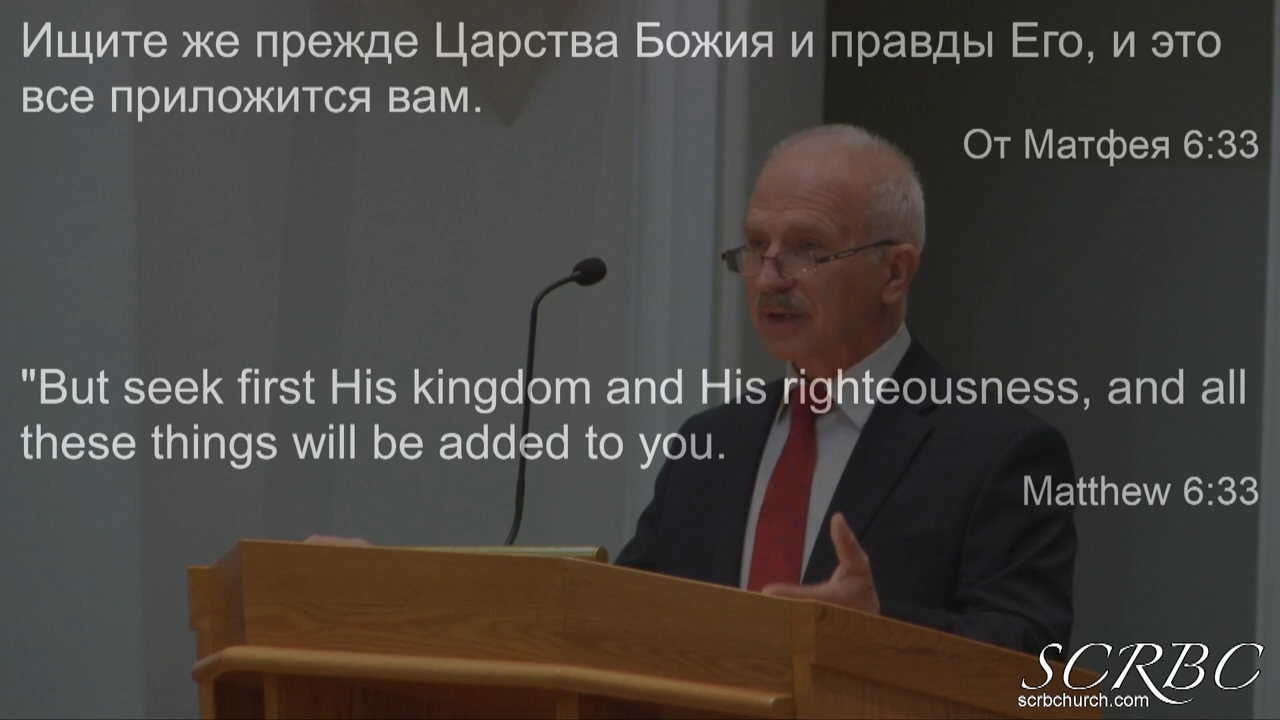 Ищите же прежде Царства Божия и правды Его, и это
все приложится вам.
От Матфея 6:33
"But seek first His kingdom and His righteousness, and all
these things will be added to you.
Matthew 6:33
SCRBC
scrbchurch.com